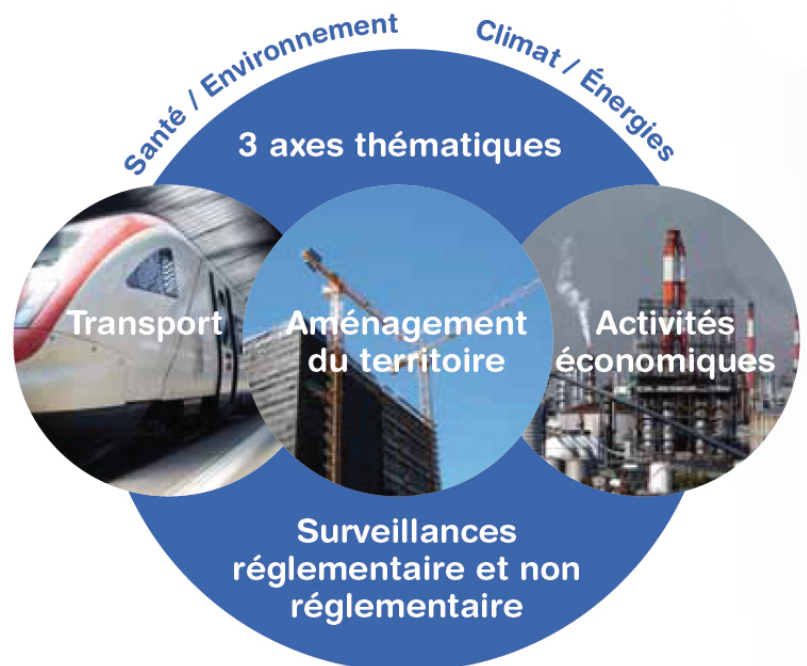 Santé / Environnement
Climat / Énergies
3 axes thématiques
Transport
Aménagement
du territoire
Activités
économiques
Surveillances
réglementaire et non
réglementaire